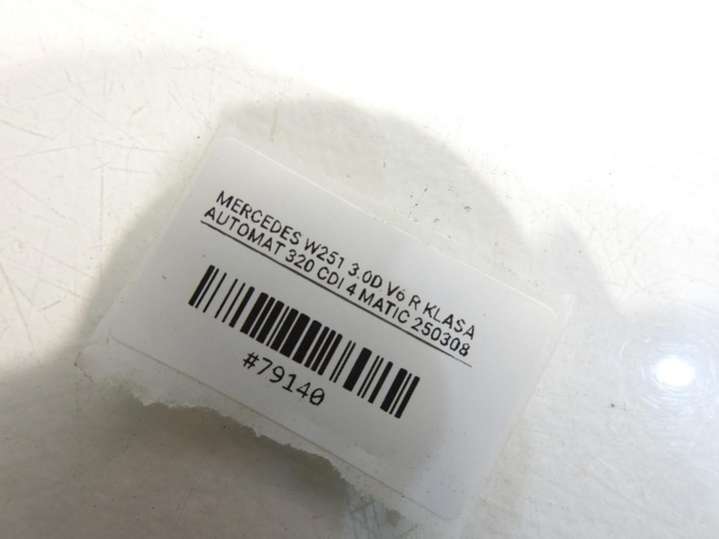 MERCEDES W251 3.0D V6 R KLASA
AUTOMAT 320 CDI 4 MATIC 250308
#79140